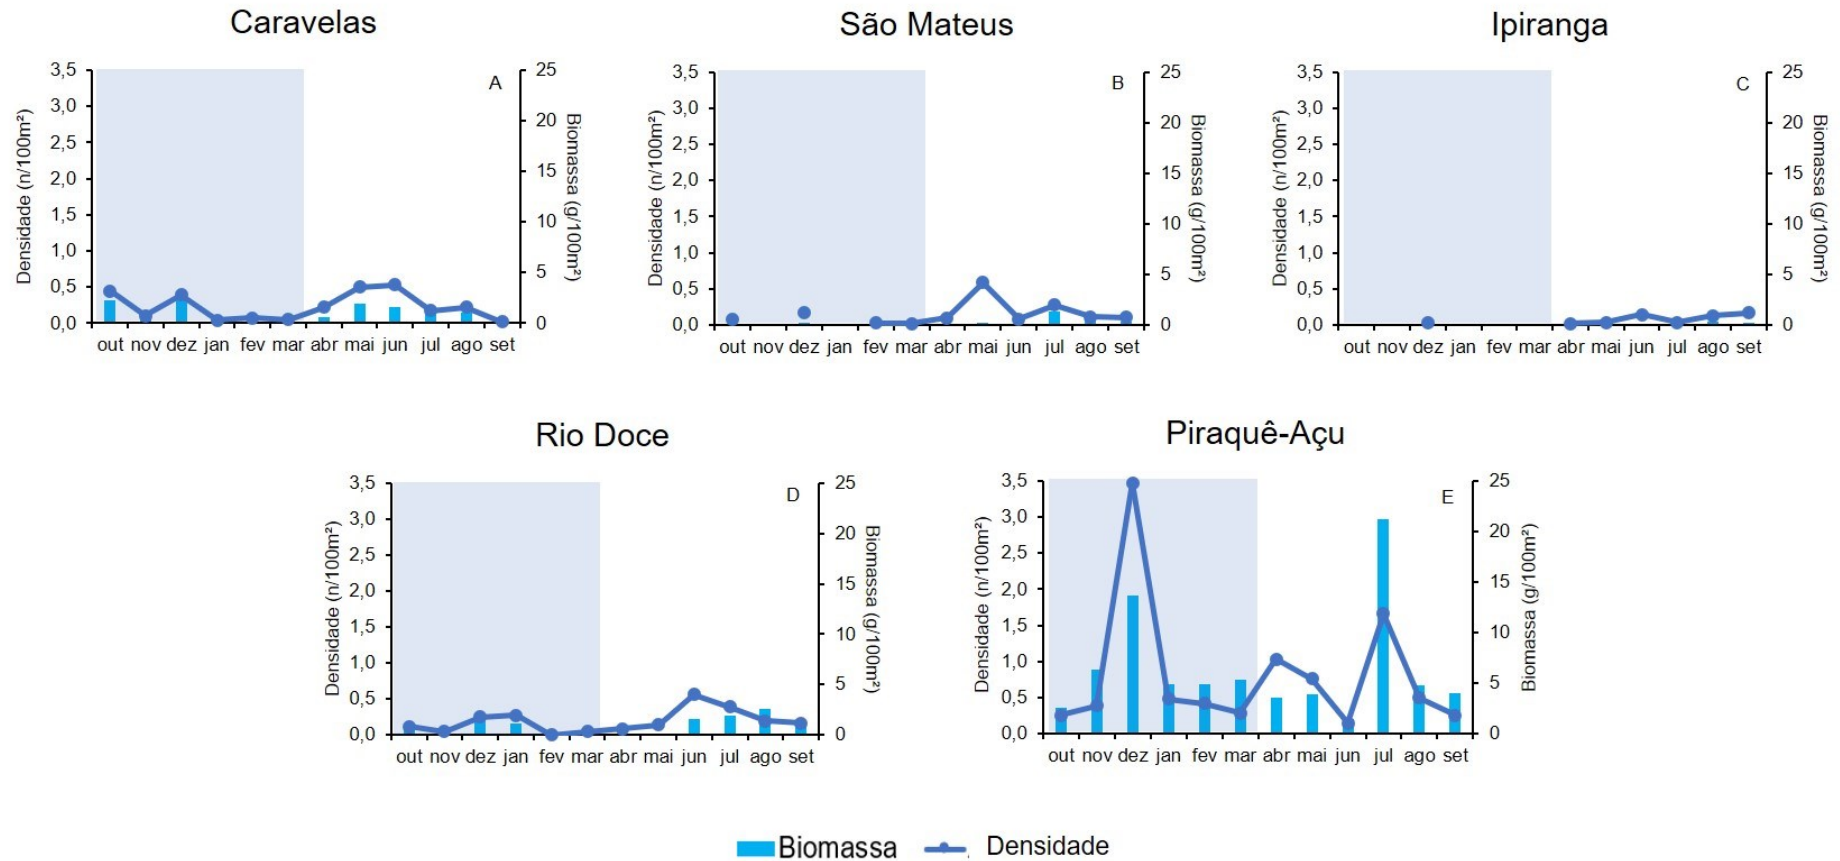 Caravelas
A
3,5
3,0
2,5
2,0
1,5
1,0
0,5
0,0
Densidade (n/100m²)
25
20
15
10
5
0
Biomassa (g/100m²)
out nov dez jan fev mar abr mai jun jul ago set
São Mateus
B
3,5
3,0
2,5
2,0
1,5
1,0
0,5
0,0
Densidade (n/100m²)
25
20
15
10
5
0
Biomassa (g/100m²)
out nov dez jan fev mar abr mai jun jul ago set
Ipiranga
C
3,5
3,0
2,5
2,0
1,5
1,0
0,5
0,0
Densidade (n/100m²)
25
20
15
10
5
0
Biomassa (g/100m²)
out nov dez jan fev mar abr mai jun jul ago set
Rio Doce
D
3,5
3,0
2,5
2,0
1,5
1,0
0,5
0,0
Densidade (n/100m²)
25
20
15
10
5
0
Biomassa (g/100m²)
out nov dez jan fev mar abr mai jun jul ago set
Piraquê-Açu
E
3,5
3,0
2,5
2,0
1,5
1,0
0,5
0,0
Densidade (n/100m²)
25
20
15
10
5
0
Biomassa (g/100m²)
out nov dez jan fev mar abr mai jun jul ago set
Biomassa Densidade